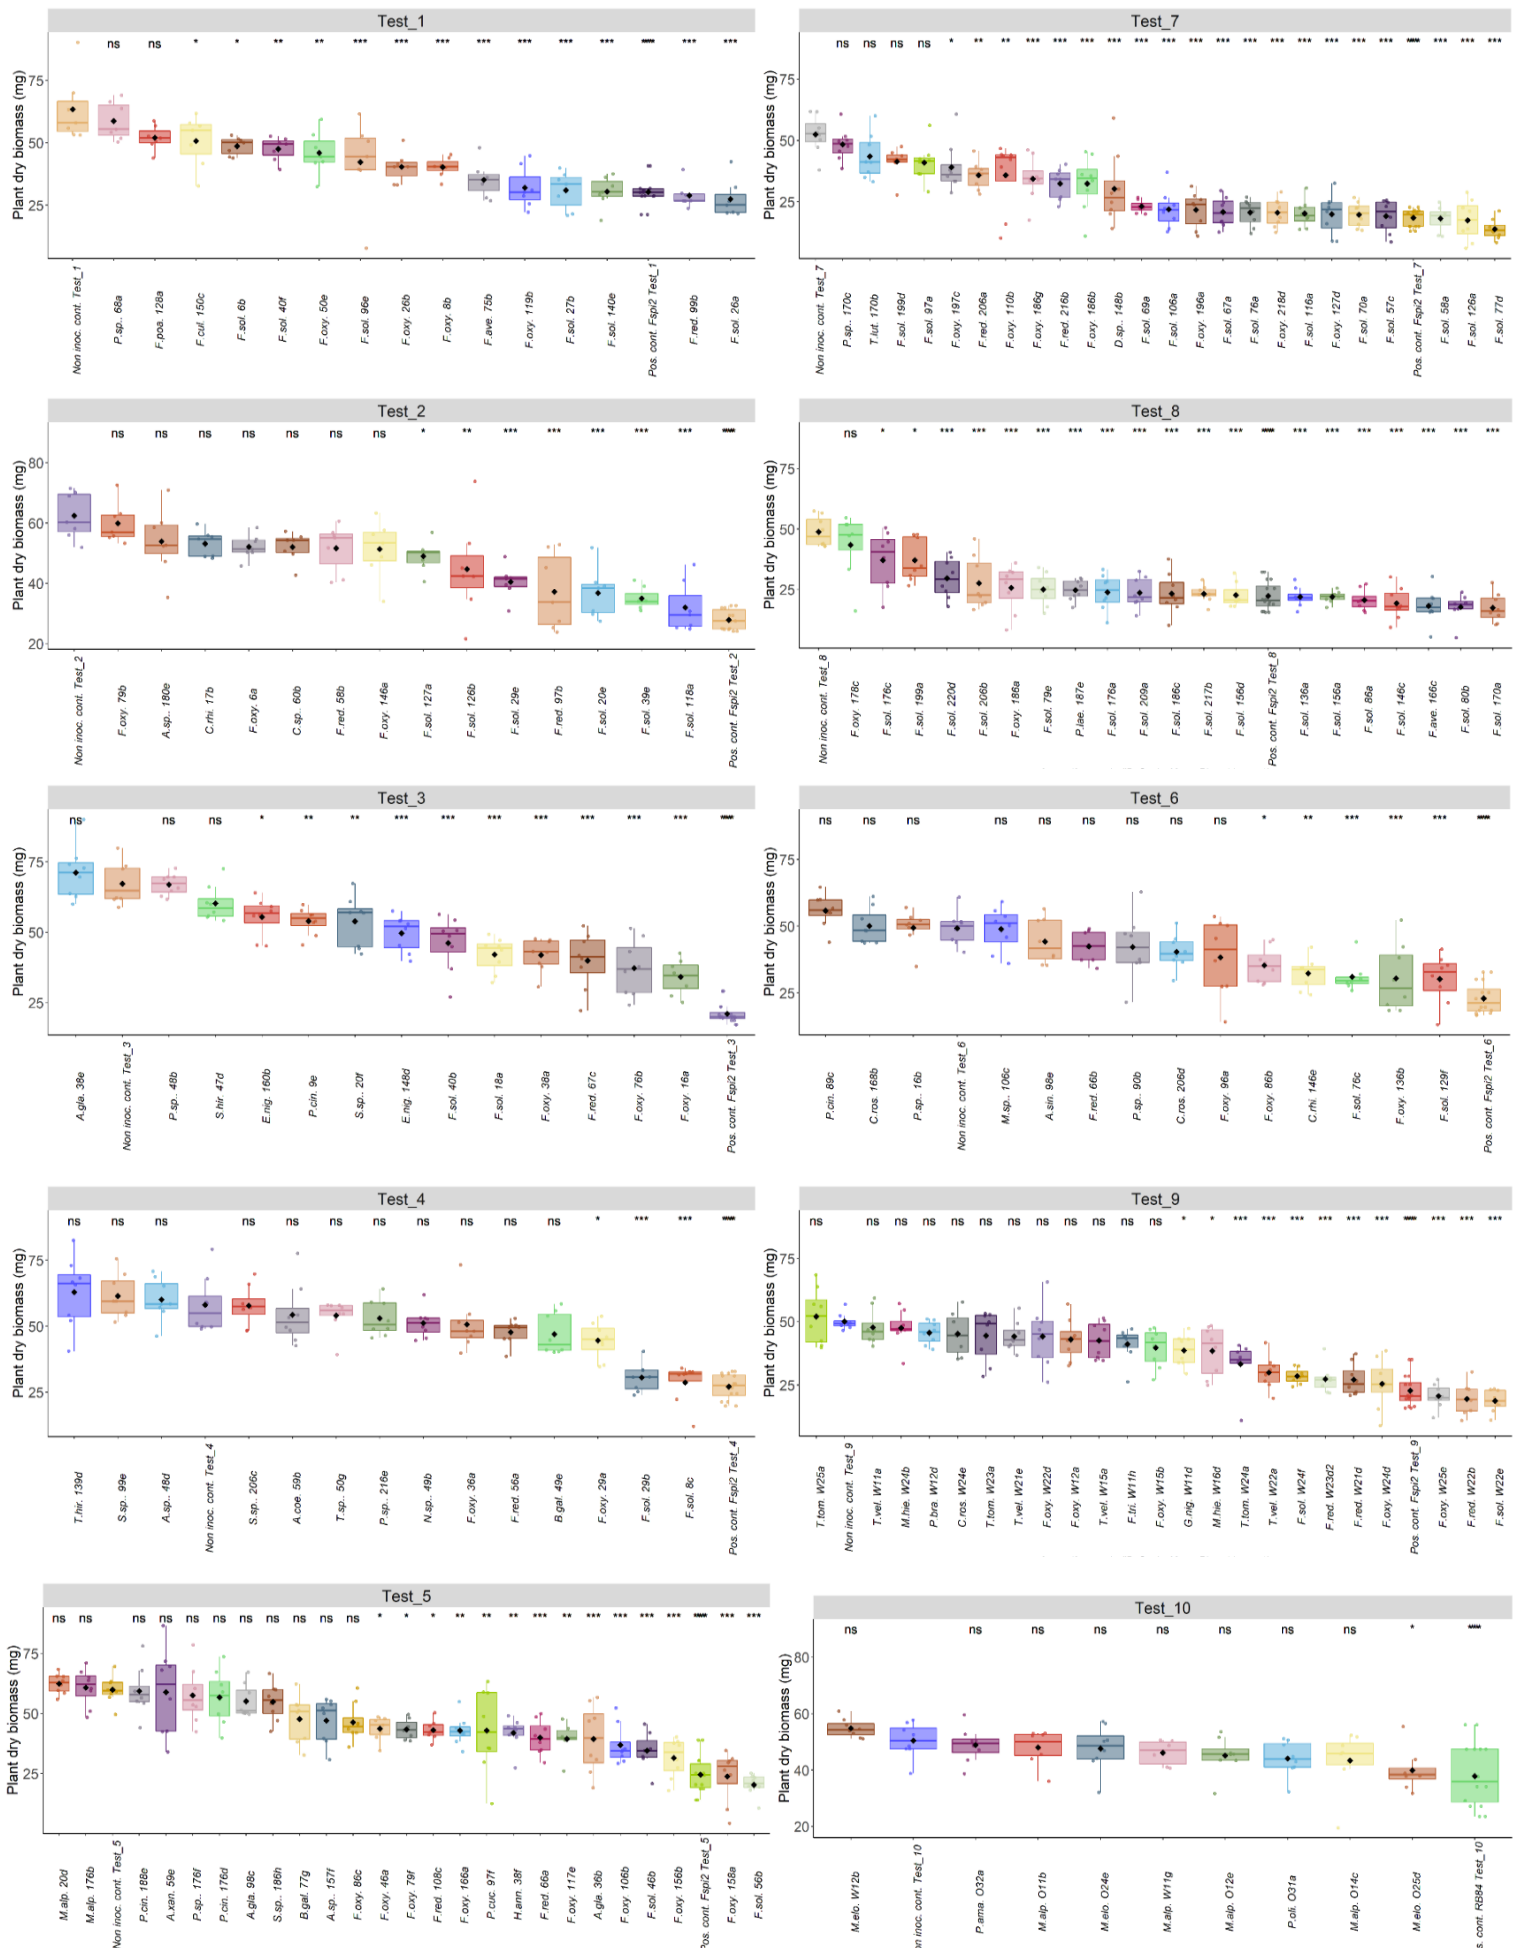 Test_1
ns ns * * ** ** *** *** *** *** *** *** *** *** ***
Plant dry biomass (mg)
75
50
25
Non inoc. cont. Test_1
P.sp.. 68a
F.poa. 128a
F.cul. 150c
F.sol. 6b
F.sol. 40f
F.oxy. 50e
F.sol. 96e
F.oxy. 26b
F.oxy. 8b
F.ave. 75b
F.oxy. 119b
F.sol. 27b
F.sol. 140e
Pos. cont. Fspi2 Test_1
F.red. 99b
F.sol. 26a
Test_7
ns ns ns ns * ** ** *** *** *** *** *** *** *** *** *** *** *** *** *** *** *** *** ***
Plant dry biomass (mg)
75
50
25
Non inoc. cont. Test_7
P.sp.. 170c
T.lut. 170b
F.sol. 199d
F.sol. 97a
F.oxy. 197c
F.red. 206a
F.oxy. 110b
F.oxy. 186g
F.red. 216b
F.oxy. 186b
D.sp.. 148b
F.sol. 69a
F.sol. 106a
F.oxy. 196a
F.sol. 67a
F.sol. 76a
F.oxy. 218d
F.sol. 116a
F.oxy. 127d
F.sol. 70a
F.sol. 57c
Pos. cont. Fspi2 Test_7
F.sol. 58a
F.sol. 126a
F.sol. 77d
Test_2
ns ns ns ns ns ns ns * ** *** *** *** *** ***
Plant dry biomass (mg)
80
60
40
20
Non inoc. cont. Test_2
F.oxy. 79b
A.sp.. 180e
C.rhi. 17b
F.oxy. 6a
C.sp.. 60b
F.red. 58b
F.oxy. 146a
F.sol. 127a
F.sol. 126b
F.sol. 29e
F.red. 97b
F.sol. 20e
F.sol. 39e
F.sol. 118a
Pos. cont. Fspi2 Test_2
Test_8
ns * * *** *** *** *** *** *** *** *** *** *** *** *** *** *** *** *** ***
Plant dry biomass (mg)
75
50
25
Non inoc. cont. Test_8
F.oxy. 178c
F.sol. 176c
F.sol. 199a
F.sol. 220d
F.sol. 206b
F.oxy. 186a
F.sol. 79e
P.lae. 187e
F.sol. 176a
F.sol. 209a
F.sol. 186c
F.sol. 217b
F.sol. 156d
Pos. cont. Fspi2 Test_8
F.sol. 136a
F.sol. 156a
F.sol. 86a
F.sol. 146c
F.ave. 166c
F.sol. 80b
F.sol. 170a
Test_3
ns ns ns * ** ** *** *** *** *** *** *** ***
Plant dry biomass (mg)
75
50
25
A.gla. 38e
Non inoc. cont. Test_3
P.sp.. 48b
S.hir. 47d
E.nig. 160b
P.cin. 9e
S.sp.. 20f
E.nig. 148d
F.sol. 40b
F.sol. 18a
F.oxy. 38a
F.red. 67c
F.oxy. 76b
F.oxy. 16a
Pos. cont. Fspi2 Test_3
Test_6
ns ns ns ns ns ns ns ns ns * ** *** *** ***
Plant dry biomass (mg)
75
50
25
P.cin. 89c
C.ros. 168b
P.sp.. 16b
Non inoc. cont. Test_6
M.sp.. 106c
A.sin. 98e
F.red. 66b
P.sp.. 90b
C.ros. 206d
F.oxy. 96a
F.oxy. 86b
C.rhi. 146e
F.sol. 76c
F.oxy. 136b
F.sol. 129f
Pos. cont. Fspi2 Test_6
Test_4
ns ns ns ns ns ns ns ns ns ns ns * *** ***
Plant dry biomass (mg)
75
50
25
T.hir. 139d
S.sp.. 99e
A.sp.. 48d
Non inoc. cont. Test_4
S.sp.. 206c
A.coe. 59b
T.sp.. 50g
P.sp.. 216e
N.sp.. 49b
F.oxy. 36a
F.red. 56a
B.gal. 49e
F.oxy. 29a
F.sol. 29b
F.sol. 8c
Pos. cont. Fspi2 Test_4
Test_9
ns ns ns ns ns ns ns ns ns ns ns ns * * *** *** *** *** *** *** *** *** ***
Plant dry biomass (mg)
75
50
25
T.tom. W25a
Non inoc. cont. Test_9
T.vel. W11a
M.hie. W24b
P.bra. W12d
C.ros. W24e
T.tom. W23a
T.vel. W21e
F.oxy. W22d
F.oxy. W12a
T.vel. W15a
F.tri. W11h
F.oxy. W15b
G.nig. W11d
M.hie. W16d
T.tom. W24a
T.vel. W22a
F.sol. W24f
F.red. W23d2
F.red. W21d
F.oxy. W24d
Pos. cont. Fspi2 Test_9
F.oxy. W25c
F.red. W22b
F.sol. W22e
Test_5
ns ns ns ns ns ns ns ns ns ns ns * * * ** ** ** *** ** *** *** *** *** *** ***
Plant dry biomass (mg)
75
50
25
M.alp. 20d
M.alp. 176b
Non inoc. cont. Test_5
P.cin. 188e
A.xan. 59e
P.sp.. 176f
P.cin. 176d
A.gla. 98c
S.sp.. 186h
B.gal. 77g
A.sp.. 157f
F.oxy. 86c
F.oxy. 46a
F.oxy. 79f
F.red. 108c
F.oxy. 166a
P.cuc. 97f
H.ann. 38f
F.red. 66a
F.oxy. 117e
A.gla. 36b
F.oxy. 106b
F.sol. 46b
F.oxy. 156b
Pos. cont. Fspi2 Test_5
F.oxy. 158a
F.sol. 56b
Test_10
ns ns ns ns ns ns ns ns *
Plant dry biomass (mg)
80
60
40
20
M.elo. W12b
on inoc. cont. Test_10
P.ama. O32a
M.alp. O11b
M.elo. O24e
M.alp. W11g
M.alp. O12e
P.oli. O31a
M.alp. O14c
M.elo. O25d
s. cont. RB84 Test_10